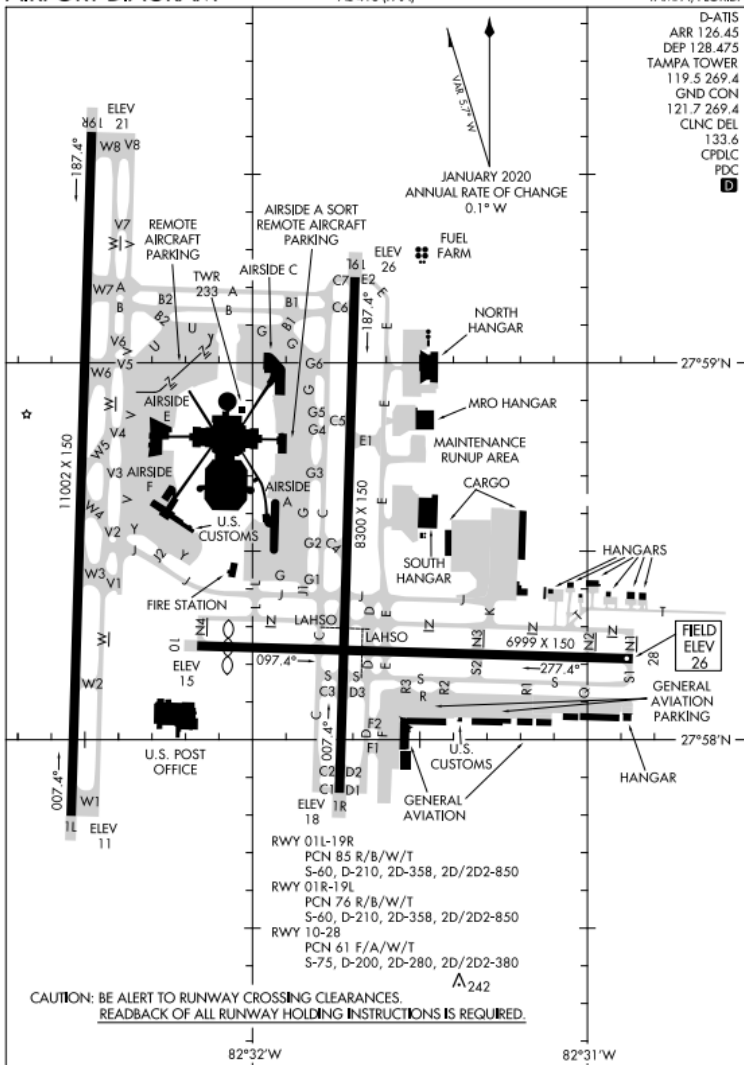 D-ATIS
ARR 126.45
DEP 128.475
TAMPA TOWER
119.5 269.4
GND CON
121.7 269.4
CLNC DEL
133.6
CPDLC
PDC
D
VAR 5.7° W
JANUARY 2020
ANNUAL RATE OF CHANGE
0.1° W
19R
ELEV
21
187.4°
W8
V8
V8
V7
W
V
REMOTE
AIRCRAFT
PARKING
AIRSIDE A SORT
REMOTE AIRCRAFT
PARKING
TWR
233
AIRSIDE C
19L
ELEV
26
FUEL
FARM
W7
A
B
B2
B2
A
B
B1
B1
C7
E2
C6
187.4°
E
E
NORTH
HANGAR
V6
V
U
U
Y
Z
Z
G
G
V5
W6
G6
27°59'N
W
V
AIRSIDE
E
G
G5
G4
C5
E
MRO HANGAR
V4
W5
E1
MAINTENANCE
RUNUP AREA
11002 X 150
V3
AIRSIDE
F
G3
8300 X 150
AIRSIDE
A
CARGO
W4
V
G
C
E
V2
Y
U.S.
CUSTOMS
G2
C4
SOUTH
HANGAR
HANGARS
J
J2
Y
W3
V1
FIRE STATION
L
G
G1
J
L
J
J1
J
D
E
J
K
T
T
LAHSO
N4
N
C
LAHSO
N
N3
N
N2
N
N1
10
6999 X 150
FIELD
ELEV
26
W
ELEV
15
097.4°
D
E
S2
277.4°
28
W2
S
C3
S
D3
R3
S
R
R2
R1
S
Q
S1
GENERAL
AVIATION
PARKING
C
007.4°
F2
F1
D
F
U.S.
CUSTOMS
27°58'N
U.S. POST
OFFICE
HANGAR
007.4°
W1
C2
D2
C1
D1
GENERAL
AVIATION
1L
ELEV
11
ELEV
18
1R
RWY 01L-19R
PCN 85 R/B/W/T
S-60, D-210, 2D-358, 2D/2D2-850
RWY 01R-19L
PCN 76 R/B/W/T
S-60, D-210, 2D-358, 2D/2D2-850
RWY 10-28
PCN 61 F/A/W/T
S-75, D-200, 2D-280, 2D/2D2-380
242
CAUTION: BE ALERT TO RUNWAY CROSSING CLEARANCES.
READBACK OF ALL RUNWAY HOLDING INSTRUCTIONS IS REQUIRED.
82°32'W
82°31'W